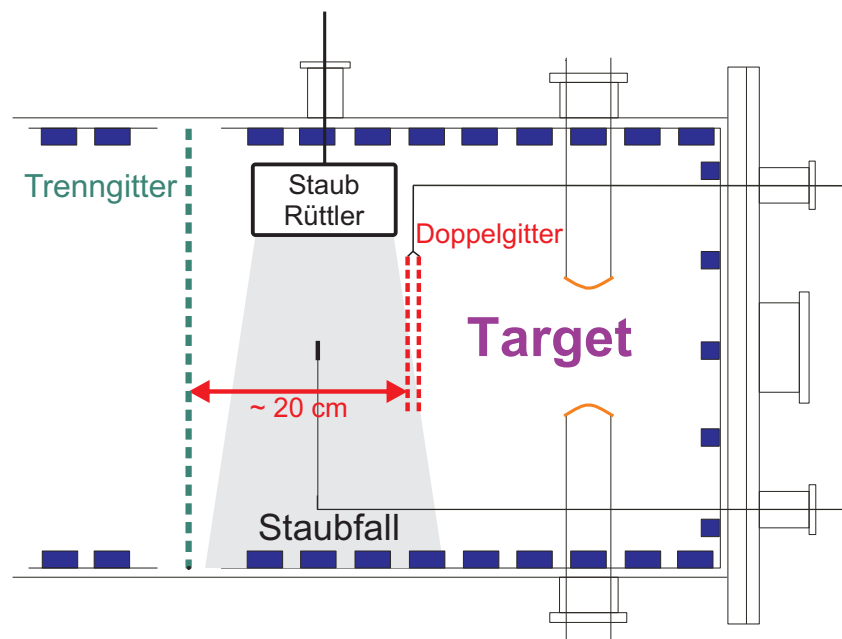 Trenngitter
Staub
Rüttler
Doppelgitter
Target
~ 20 cm
Staubfall